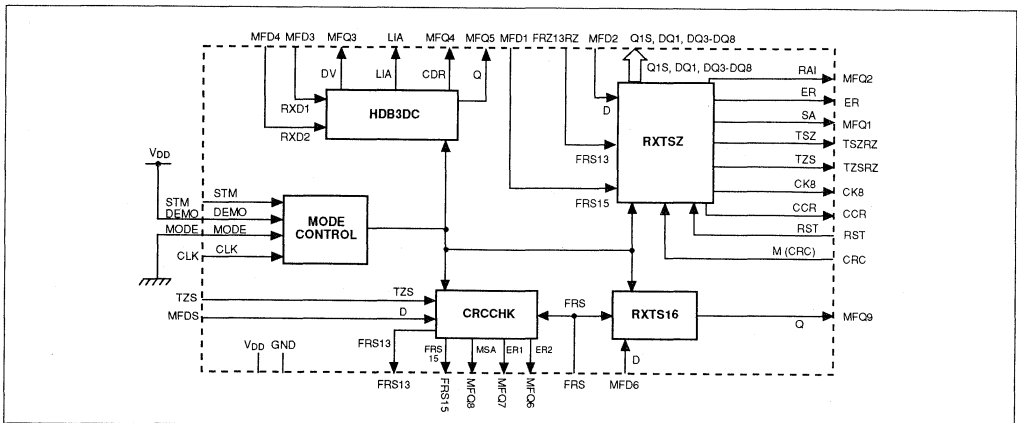 MFD4 MFD3 MFQ3 LIA MFQ4 MFQ5 MFD1 FRZ13RZ MFD2 Q1S, DQ1, DQ3-DQ8
DV LIA CDR Q Q1S, DQ1, DQ3-DQ8
RAI MFQ2
RXD1 HDB3DC D RXTSZ ER ER
RXD2 SA MFQ1
TSZ TSZRZ
VDD FRS13 TZS TZSRZ
FRS15 CK8 CK8
STM STM CCR CCR
DEMO DEMO MODE CONTROL RST RST
MODE MODE
CLK CLK M (CRC) CRC
TZS TZS
MFDS D CRCCHK FRS RXTS16 Q MFQ9
FRS13 FRS 15 MSA ER1 ER2 D
VDD GND
FRS13 FRS15 MFQ8 MFQ7 MFQ6 FRS MFD6